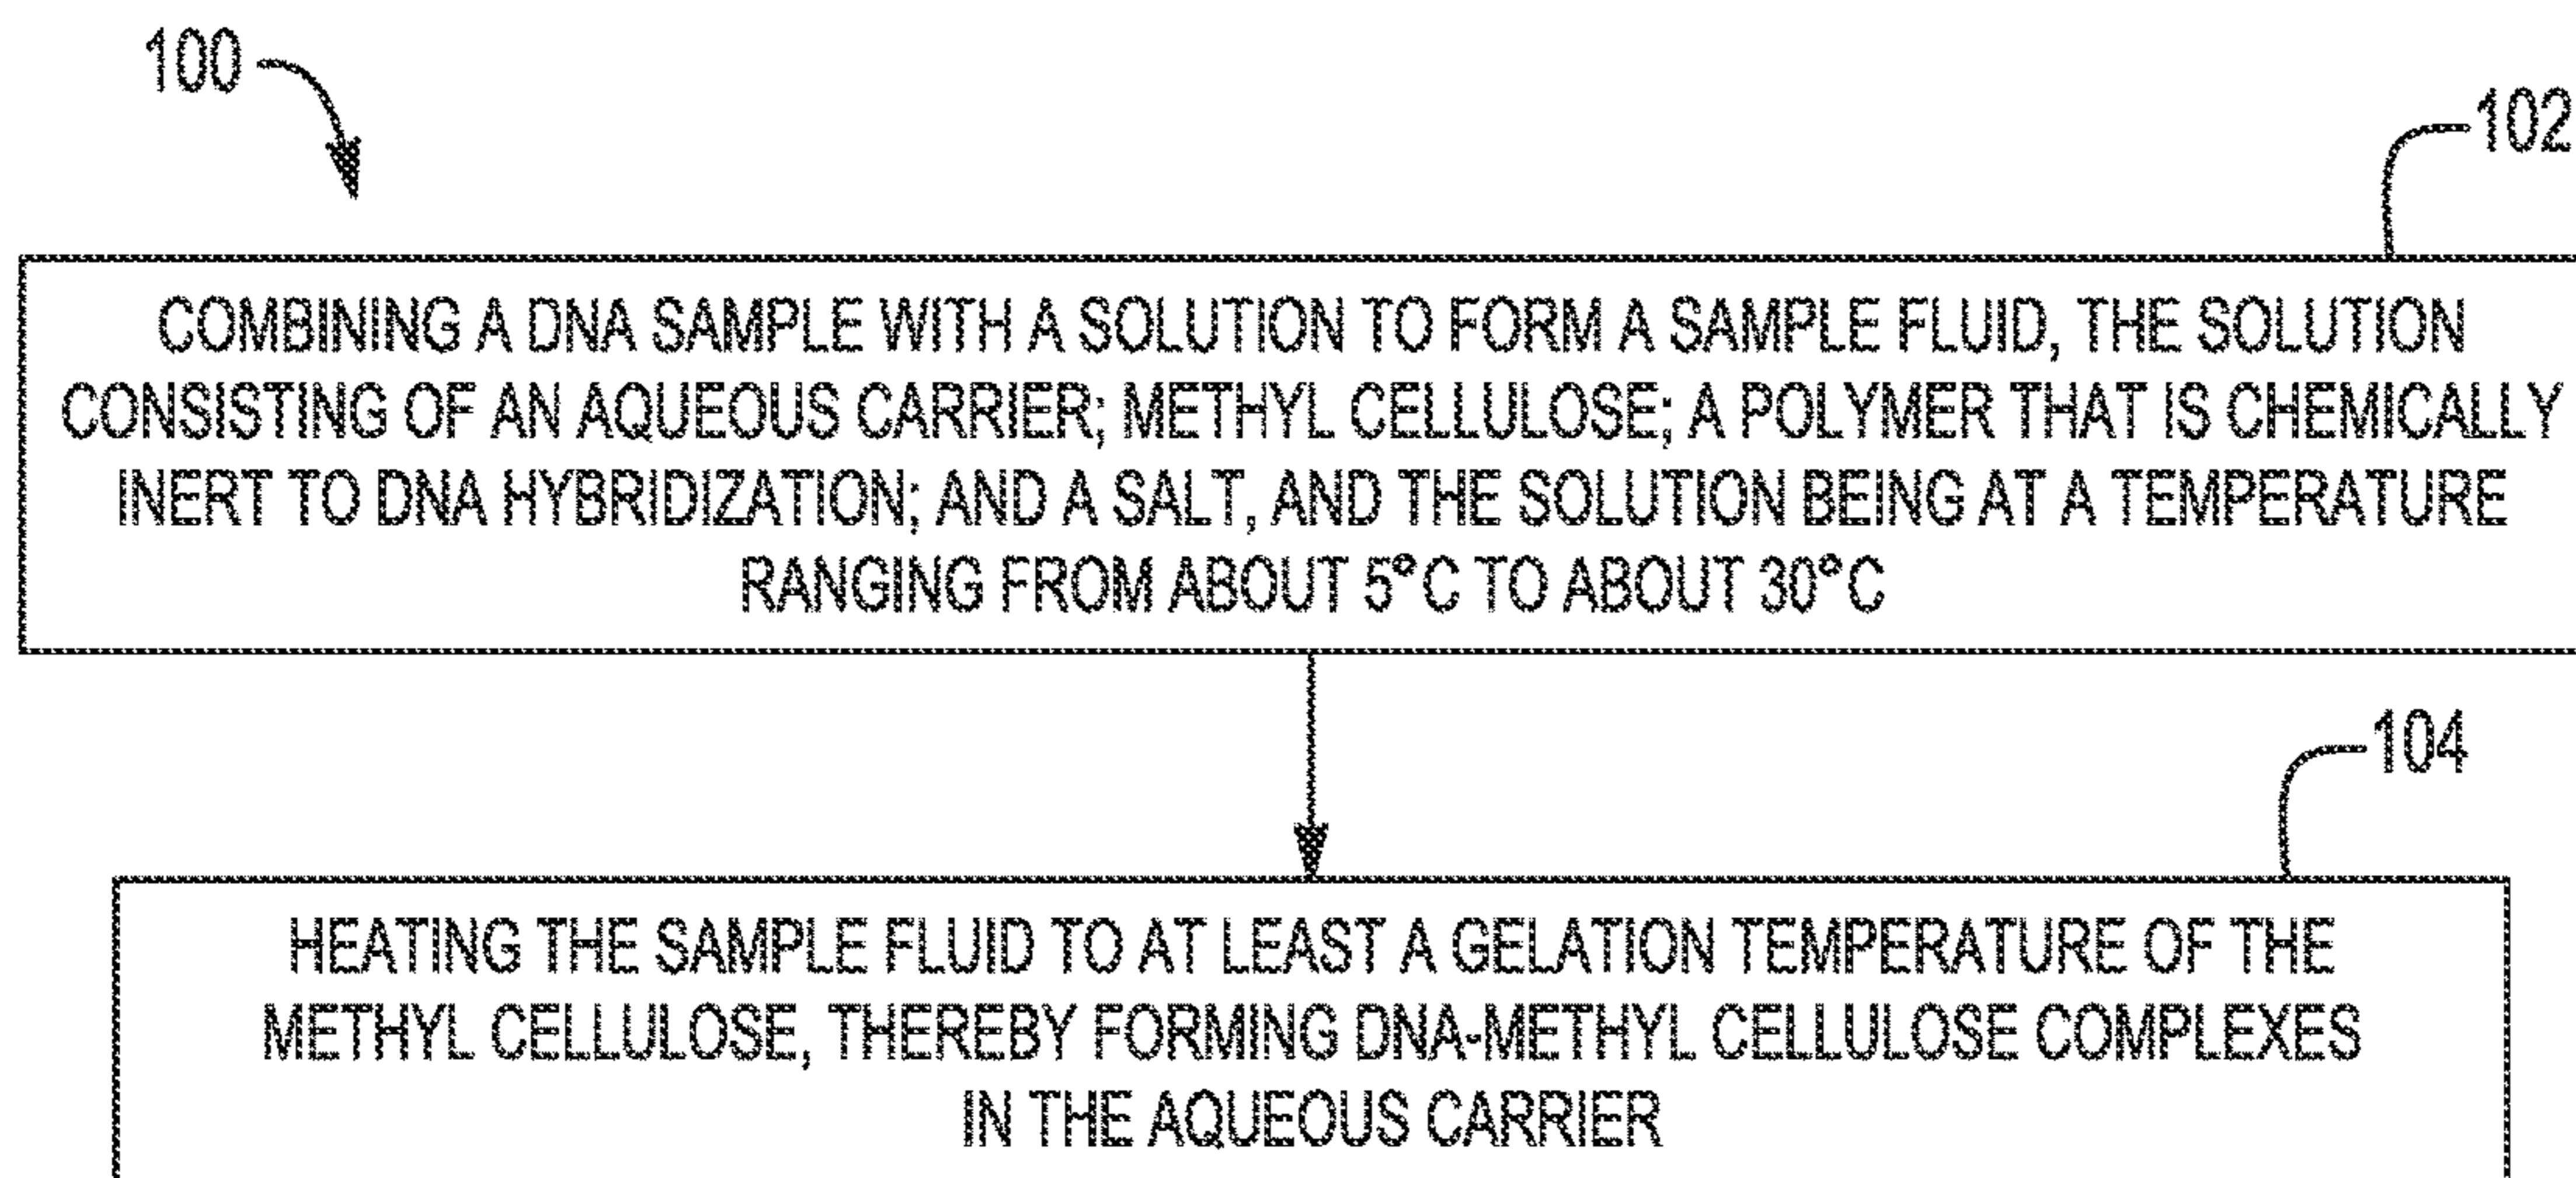 100
102
COMBINING A DNA SAMPLE WITH A SOLUTION TO FORM A SAMPLE FLUID, THE SOLUTION
CONSISTING OF AN AQUEOUS CARRIER; METHYL CELLULOSE; A POLYMER THAT IS CHEMICALLY
INERT TO DNA HYBRIDIZATION; AND A SALT, AND THE SOLUTION BEING AT A TEMPERATURE
RANGING FROM ABOUT 5°C TO ABOUT 30°C
104
HEATING THE SAMPLE FLUID TO AT LEAST A GELATION TEMPERATURE OF THE
METHYL CELLULOSE, THEREBY FORMING DNA-METHYL CELLULOSE COMPLEXES
IN THE AQUEOUS CARRIER